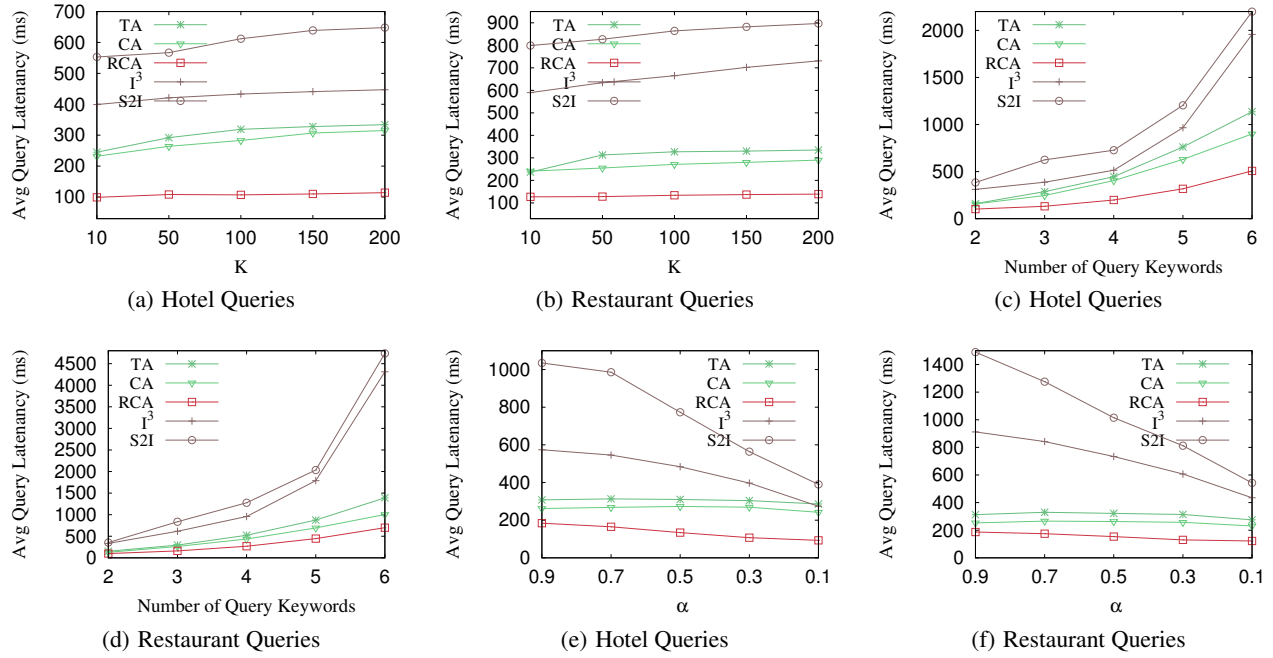 Avg Query Latenancy (ms)
700
600
500
400
300
200
100
TA
CA
RCA
I³
S2I
10 50 100 150 200
K
(a) Hotel Queries
Avg Query Latenancy (ms)
900
800
700
600
500
400
300
200
100
TA
CA
RCA
I³
S2I
10 50 100 150 200
K
(b) Restaurant Queries
Avg Query Latenancy (ms)
2000
1500
1000
500
0
TA
CA
RCA
I³
S2I
2 3 4 5 6
Number of Query Keywords
(c) Hotel Queries
Avg Query Latenancy (ms)
4500
4000
3500
3000
2500
2000
1500
1000
500
0
TA
CA
RCA
I³
S2I
2 3 4 5 6
Number of Query Keywords
(d) Restaurant Queries
Avg Query Latenancy (ms)
1000
800
600
400
200
0
TA
CA
RCA
I³
S2I
0.9 0.7 0.5 0.3 0.1
α
(e) Hotel Queries
Avg Query Latenancy (ms)
1400
1200
1000
800
600
400
200
0
TA
CA
RCA
I³
S2I
0.9 0.7 0.5 0.3 0.1
α
(f) Restaurant Queries